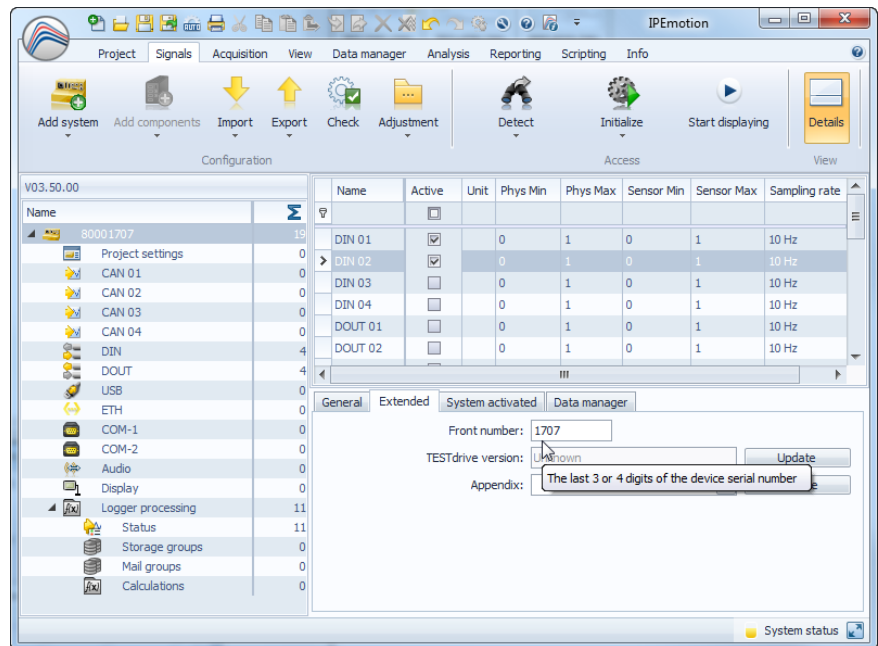 IPEmotion
Project Signals Acquisition View Data manager Analysis Reporting Scripting Info
Add system Add components Import Export Check Adjustment Detect Initialize Start displaying Details
Configuration Access View
V03.50.00
Name Σ
80001707 19
Project settings 0
CAN 01 0
CAN 02 0
CAN 03 0
CAN 04 0
DIN 4
DOUT 4
USB 0
ETH 0
COM-1 0
COM-2 0
Audio 0
Display 0
Logger processing 11
Status 11
Storage groups 0
Mail groups 0
Calculations 0
Name Active Unit Phys Min Phys Max Sensor Min Sensor Max Sampling rate
DIN 01 0 1 0 1 10 Hz
DIN 02 0 1 0 1 10 Hz
DIN 03 0 1 0 1 10 Hz
DIN 04 0 1 0 1 10 Hz
DOUT 01 0 1 0 1 10 Hz
DOUT 02 0 1 0 1 10 Hz
General Extended System activated Data manager
Front number: 1707
TESTdrive version: Update
Appendix:
The last 3 or 4 digits of the device serial number
System status